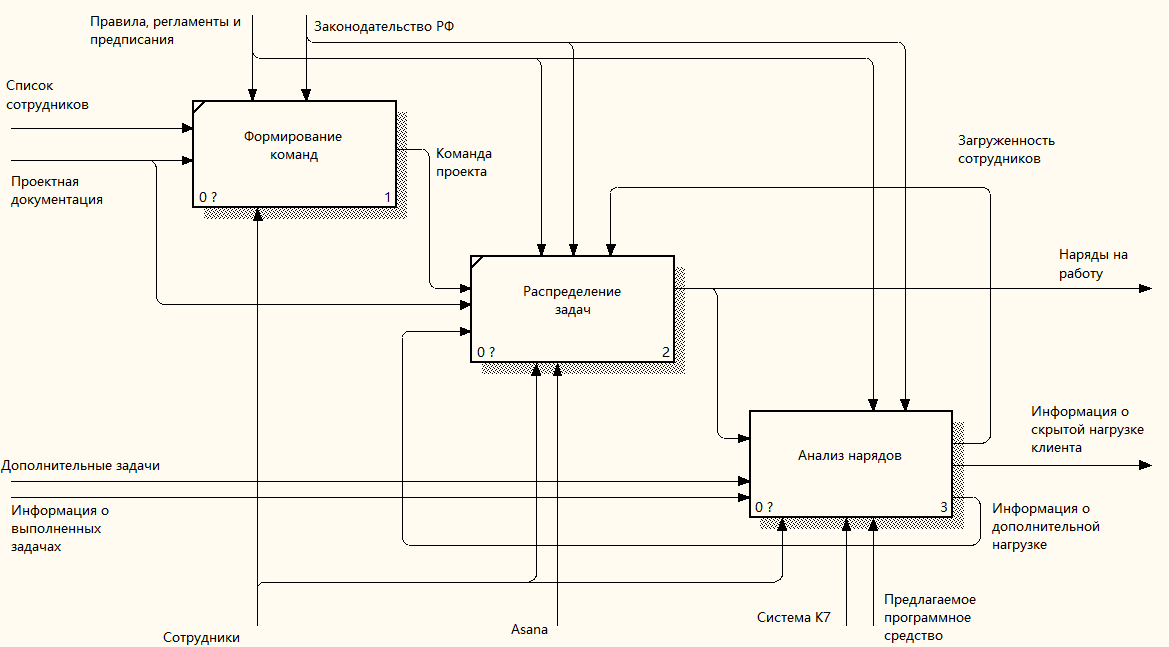 Правила, регламенты и
предписания
Законодательство РФ
Список
сотрудников
Формирование
команд
0 ?
1
Команда
проекта
Проектная
документация
Загруженность
сотрудников
Распределение
задач
0 ?
2
Наряды на
работу
Дополнительные задачи
Информация о
выполненных
задачах
Анализ нарядов
0 ?
3
Информация о
скрытой нагрузке
клиента
Информация о
дополнительной
нагрузке
Сотрудники
Asana
Система К7
Предлагаемое
программное
средство